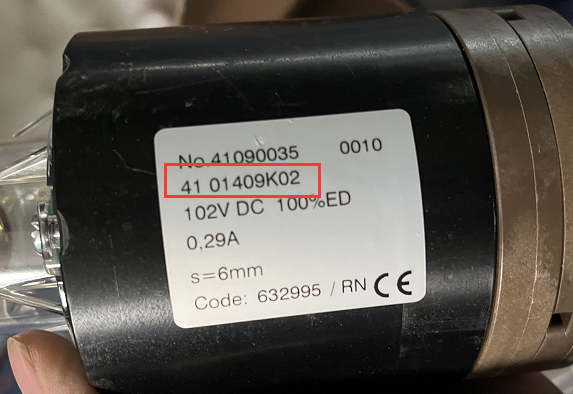 No.41090035 0010
41 01409K02
102V DC 100%ED
0,29A
s=6mm
Code: 632995 / RN CE